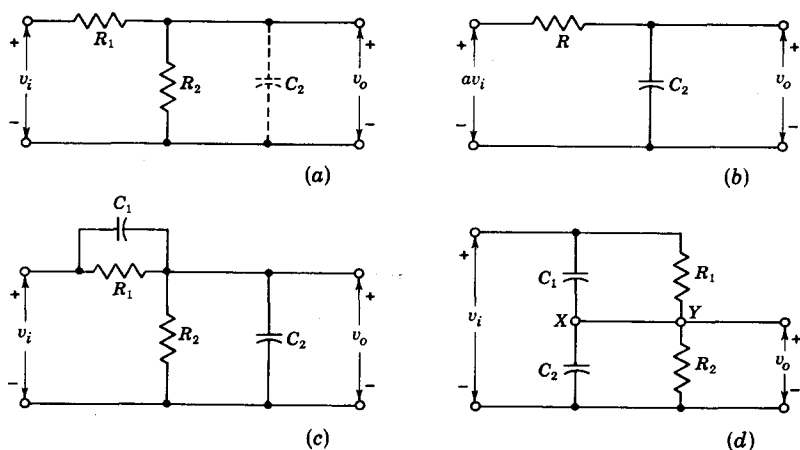 +
R₁
+
vᵢ
R₂
C₂
vₒ
−
−
(a)
+
R
+
avᵢ
C₂
vₒ
−
−
(b)
C₁
+
R₁
+
vᵢ
R₂
C₂
vₒ
−
−
(c)
+
C₁
R₁
vᵢ
X
Y
+
C₂
R₂
vₒ
−
−
(d)